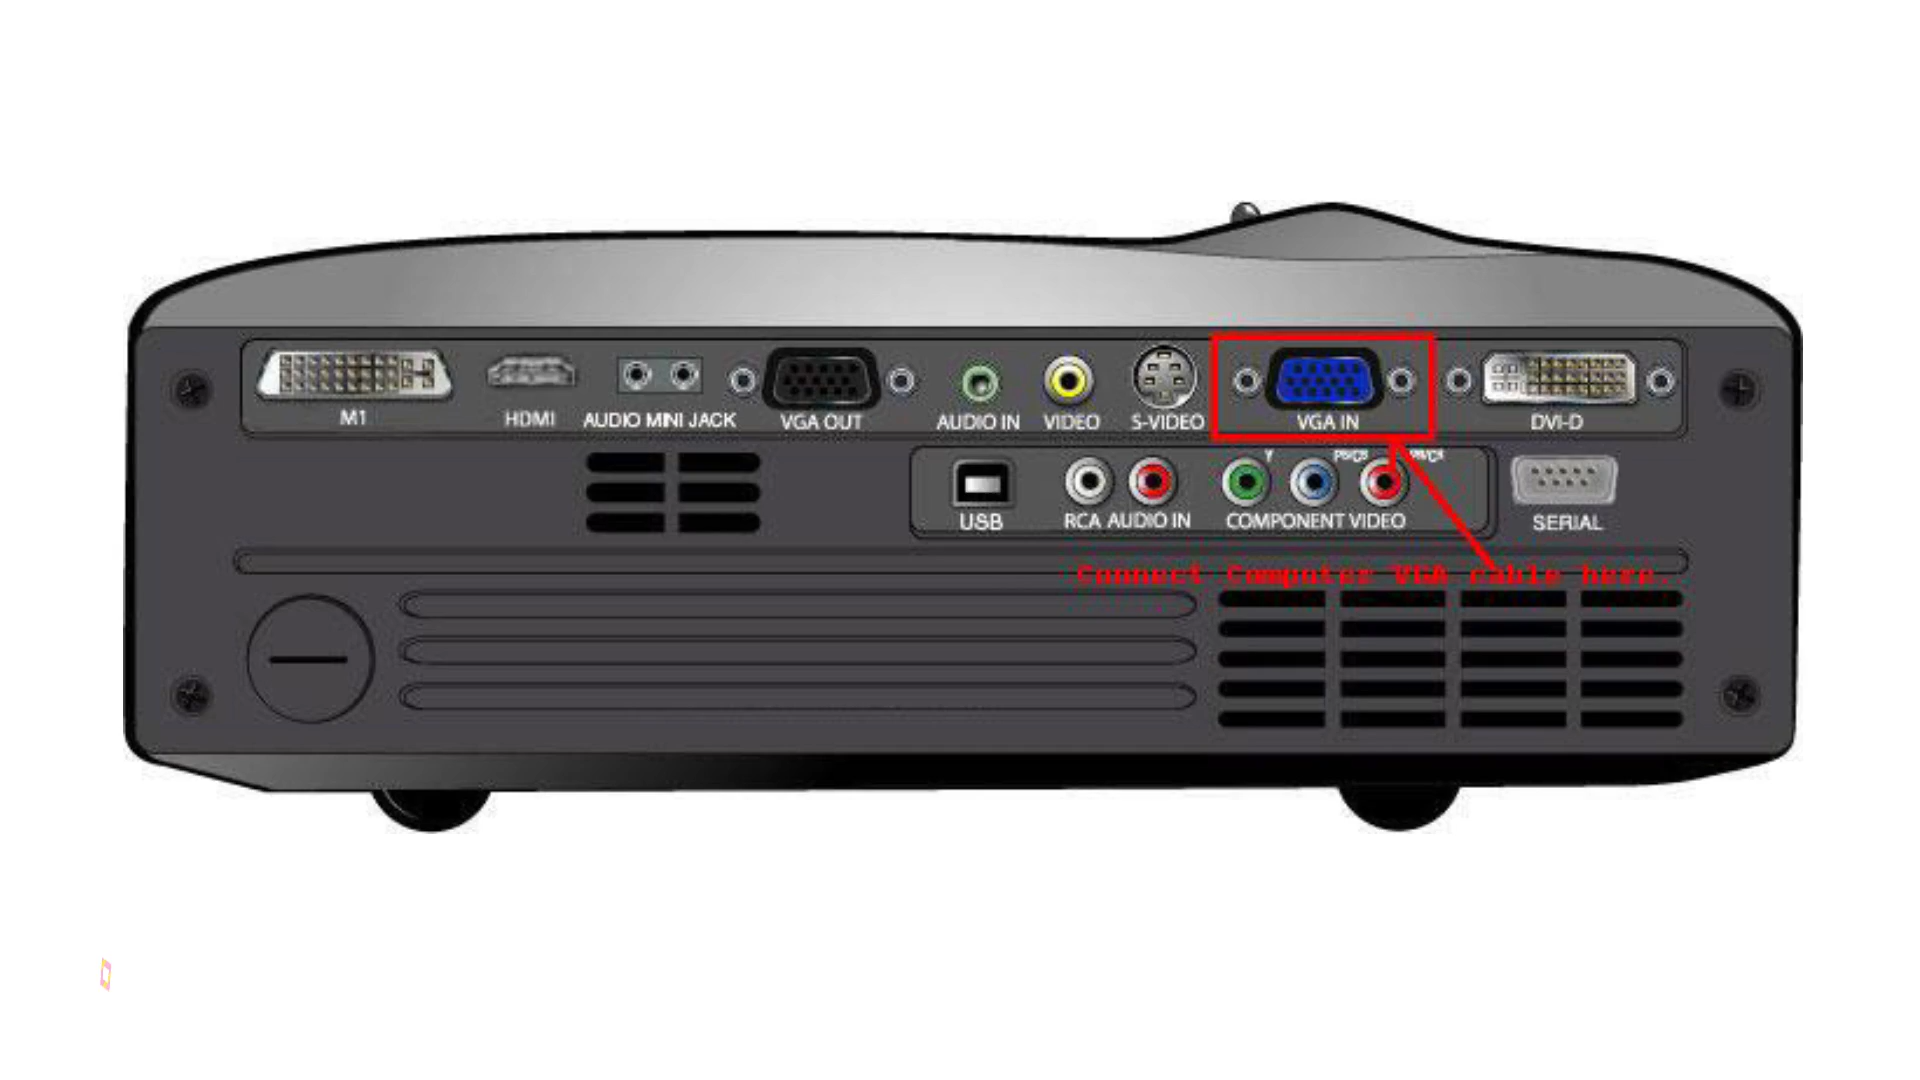 M1
HDMI
AUDIO MINI JACK
VGA OUT
AUDIO IN
VIDEO
S-VIDEO
VGA IN
DVI-D
Y
USB
RCA AUDIO IN
COMPONENT VIDEO
SERIAL
Connect Computer VGA cable here.